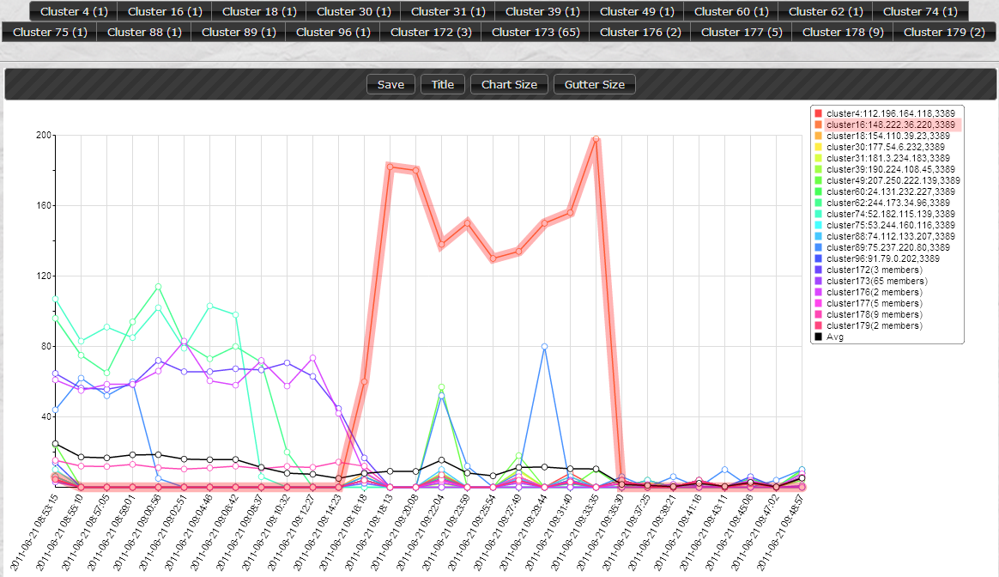 Cluster 4 (1) Cluster 16 (1) Cluster 18 (1) Cluster 30 (1) Cluster 31 (1) Cluster 39 (1) Cluster 49 (1) Cluster 60 (1) Cluster 62 (1) Cluster 74 (1)
Cluster 75 (1) Cluster 88 (1) Cluster 89 (1) Cluster 96 (1) Cluster 172 (3) Cluster 173 (65) Cluster 176 (2) Cluster 177 (5) Cluster 178 (9) Cluster 179 (2)
Save Title Chart Size Gutter Size
cluster4:112.196.164.118,3389
cluster16:148.222.36.220,3389
cluster18:154.110.39.23,3389
cluster30:177.54.6.232,3389
cluster31:181.3.234.183,3389
cluster39:190.224.108.45,3389
cluster49:207.250.222.139,3389
cluster60:24.131.232.227,3389
cluster62:244.173.34.96,3389
cluster74:52.182.115.139,3389
cluster75:53.244.160.116,3389
cluster88:74.112.133.207,3389
cluster89:75.237.220.80,3389
cluster96:91.79.0.202,3389
cluster172(3 members)
cluster173(65 members)
cluster176(2 members)
cluster177(5 members)
cluster178(9 members)
cluster179(2 members)
Avg
200
160
120
80
40
2011-06-21 08:53:15
2011-06-21 08:55:10
2011-06-21 08:57:05
2011-06-21 08:59:01
2011-06-21 09:00:56
2011-06-21 09:02:51
2011-06-21 09:04:46
2011-06-21 09:06:42
2011-06-21 09:08:37
2011-06-21 09:10:32
2011-06-21 09:12:27
2011-06-21 09:14:23
2011-06-21 09:16:18
2011-06-21 09:18:13
2011-06-21 09:20:08
2011-06-21 09:22:04
2011-06-21 09:23:59
2011-06-21 09:25:54
2011-06-21 09:27:49
2011-06-21 09:29:44
2011-06-21 09:31:40
2011-06-21 09:33:35
2011-06-21 09:35:30
2011-06-21 09:37:25
2011-06-21 09:39:21
2011-06-21 09:41:16
2011-06-21 09:43:11
2011-06-21 09:45:06
2011-06-21 09:47:02
2011-06-21 09:48:57